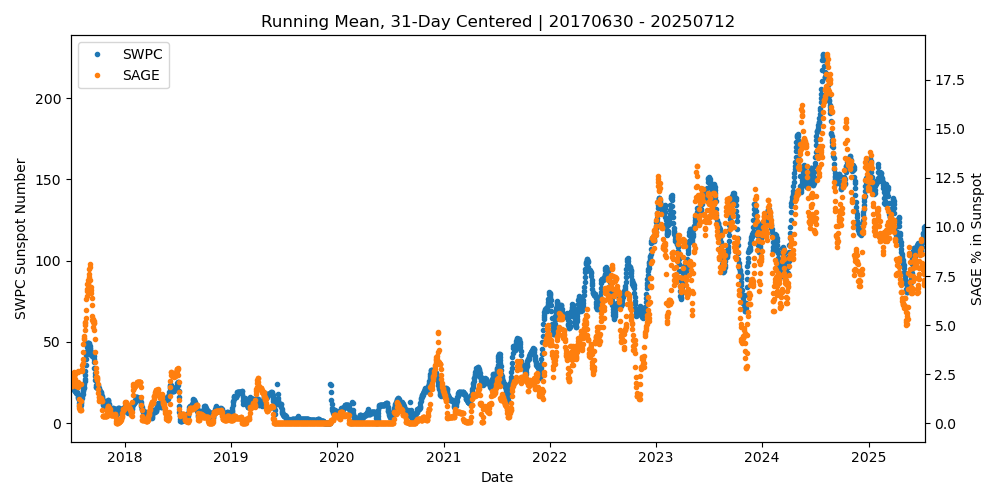 Running Mean, 31-Day Centered | 20170630 - 20250712
SWPC
SAGE
SWPC Sunspot Number
200
150
100
50
0
17.5
15.0
12.5
10.0
7.5
5.0
2.5
0.0
SAGE % in Sunspot
2018 2019 2020 2021 2022 2023 2024 2025
Date